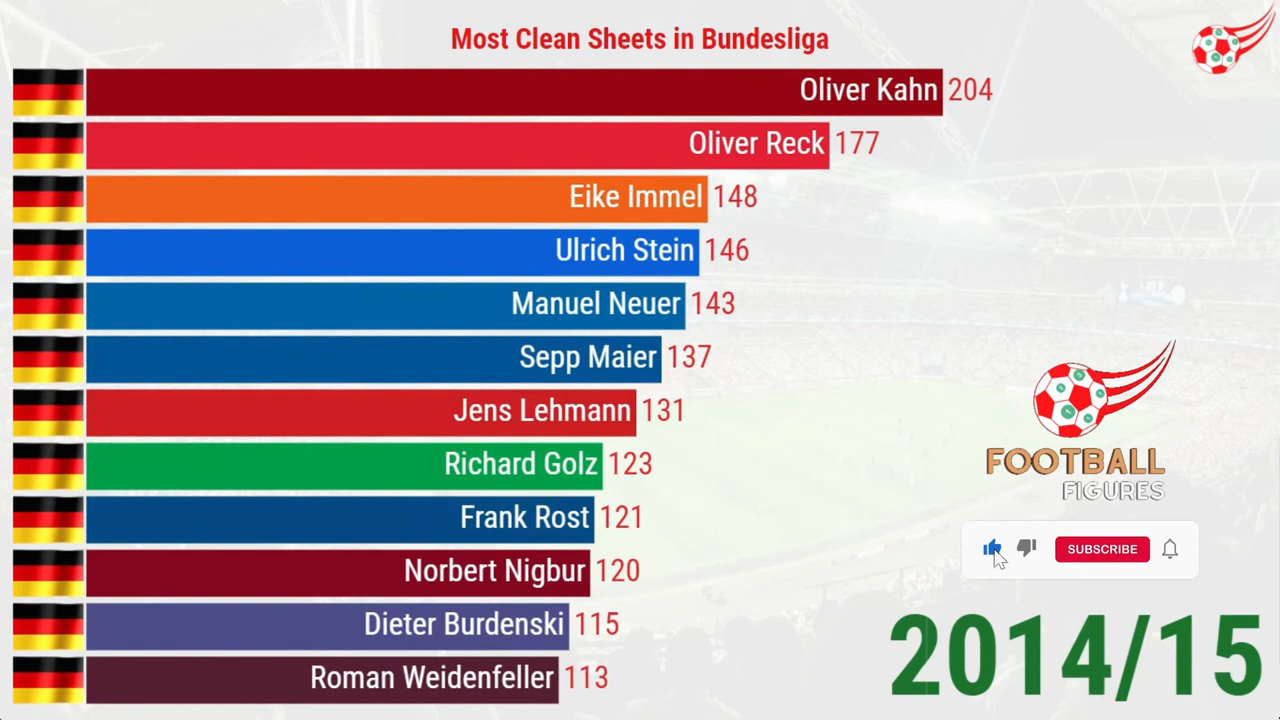 Most Clean Sheets in Bundesliga
Oliver Kahn 204
Oliver Reck 177
Eike Immel 148
Ulrich Stein 146
Manuel Neuer 143
Sepp Maier 137
Jens Lehmann 131
Richard Golz 123
Frank Rost 121
Norbert Nigbur 120
Dieter Burdenski 115
Roman Weidenfeller 113
FOOTBALL
FIGURES
SUBSCRIBE
2014/15